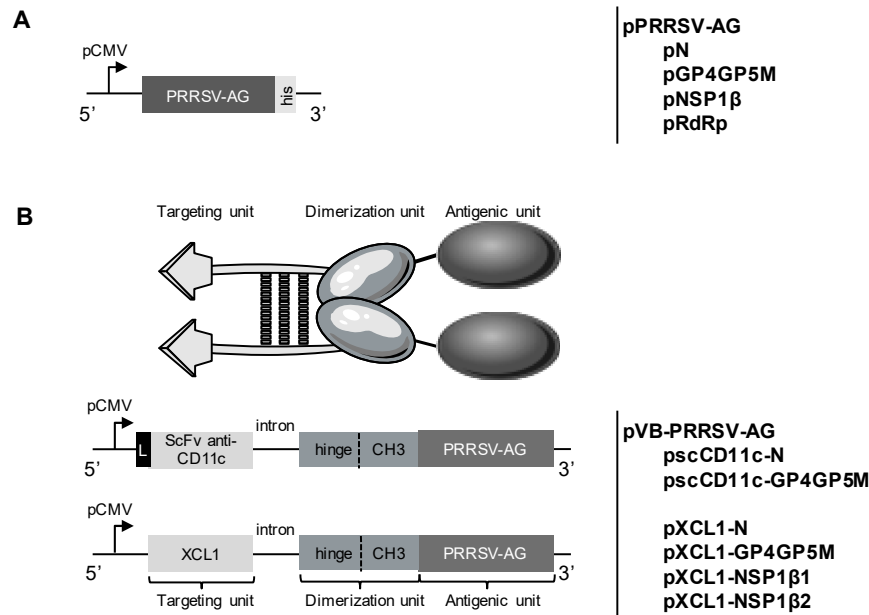 A
pCMV
PRRSV-AG
his
5’
3’
pPRRSV-AG
pN
pGP4GP5M
pNSP1β
pRdRp
B
Targeting unit
Dimerization unit
Antigenic unit
pCMV
L
ScFv anti-
CD11c
intron
hinge
CH3
PRRSV-AG
5’
3’
pCMV
XCL1
intron
hinge
CH3
PRRSV-AG
5’
3’
Targeting unit
Dimerization unit
Antigenic unit
pVB-PRRSV-AG
pscCD11c-N
pscCD11c-GP4GP5M
pXCL1-N
pXCL1-GP4GP5M
pXCL1-NSP1β1
pXCL1-NSP1β2